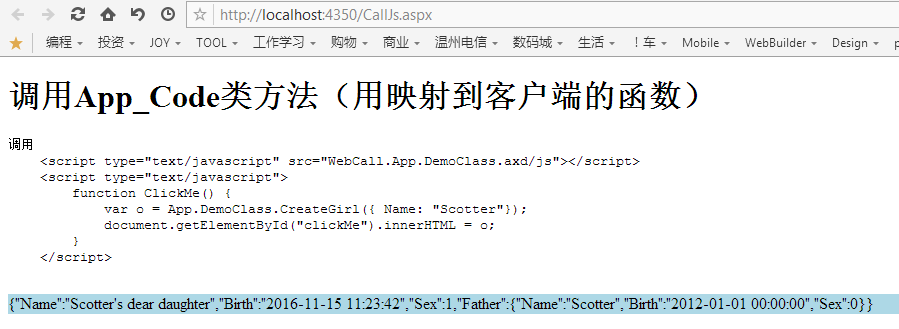 http://localhost:4350/CallJs.aspx
编程 投资 JOY TOOL 工作学习 购物 商业 温州电信 数码城 生活 ！车 Mobile WebBuilder Design
调用App_Code类方法（用映射到客户端的函数）
调用
<script type="text/javascript" src="WebCall.App.DemoClass.axd/js"></script>
<script type="text/javascript">
function ClickMe() {
var o = App.DemoClass.CreateGirl({ Name: "Scotter"});
document.getElementById("clickMe").innerHTML = o;
}
</script>
{"Name":"Scotter's dear daughter","Birth":"2016-11-15 11:23:42","Sex":1,"Father":{"Name":"Scotter","Birth":"2012-01-01 00:00:00","Sex":0}}